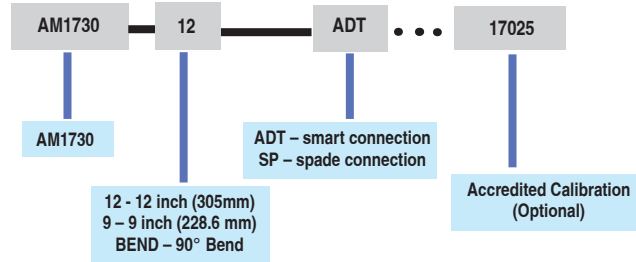 AM1730 12 ADT 17025
AM1730
ADT – smart connection
SP – spade connection
12 - 12 inch (305mm)
9 – 9 inch (228.6 mm)
BEND – 90° Bend
Accredited Calibration
(Optional)